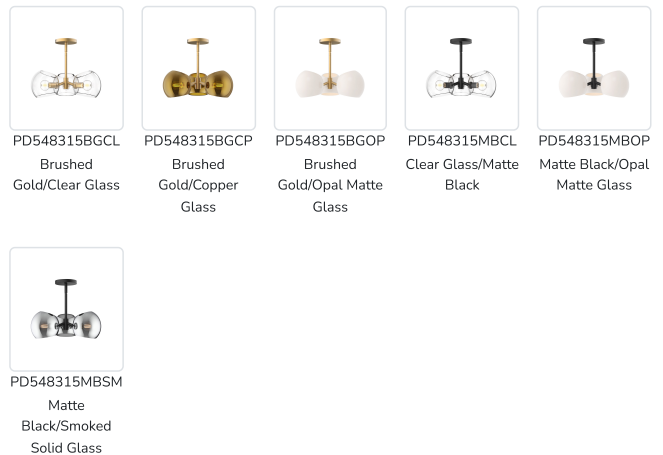 PD548315BGCL
Brushed
Gold/Clear Glass
PD548315BGCP
Brushed
Gold/Copper
Glass
PD548315BGOP
Brushed
Gold/Opal Matte
Glass
PD548315MBCL
Clear Glass/Matte
Black
PD548315MBOP
Matte Black/Opal
Matte Glass
PD548315MBSM
Matte
Black/Smoked
Solid Glass